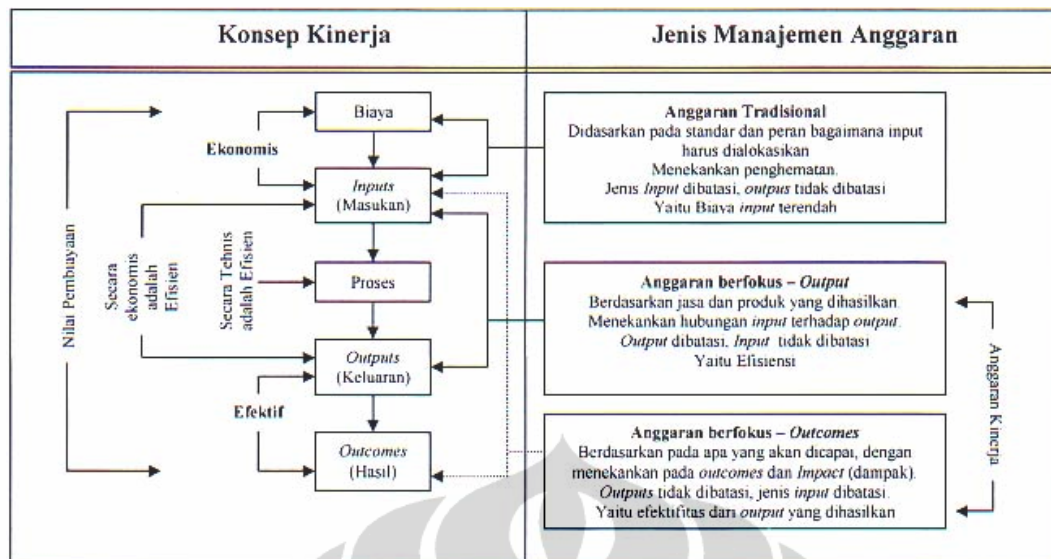 Konsep Kinerja
Jenis Manajemen Anggaran
Nilai Pembiayaan
Secara
ekonomis
adalah
Efisien
Secara Tehnis
adalah Efisien
Ekonomis
Efektif
Biaya
Inputs
(Masukan)
Proses
Outputs
(Keluaran)
Outcomes
(Hasil)
Anggaran Tradisional
Didasarkan pada standar dan peran bagaimana input
harus dialokasikan
Menekankan penghematan.
Jenis Input dibatasi, outpus tidak dibatasi
Yaitu Biaya input terendah
Anggaran berfokus – Output
Berdasarkan jasa dan produk yang dihasilkan.
Menekankan hubungan input terhadap output.
Output dibatasi, Input tidak dibatasi
Yaitu Efisiensi
Anggaran berfokus – Outcomes
Berdasarkan pada apa yang akan dicapai, dengan
menekankan pada outcomes dan Impact (dampak).
Outputs tidak dibatasi, jenis input dibatasi.
Yaitu efektifitas dari output yang dihasilkan
Anggaran Kinerja